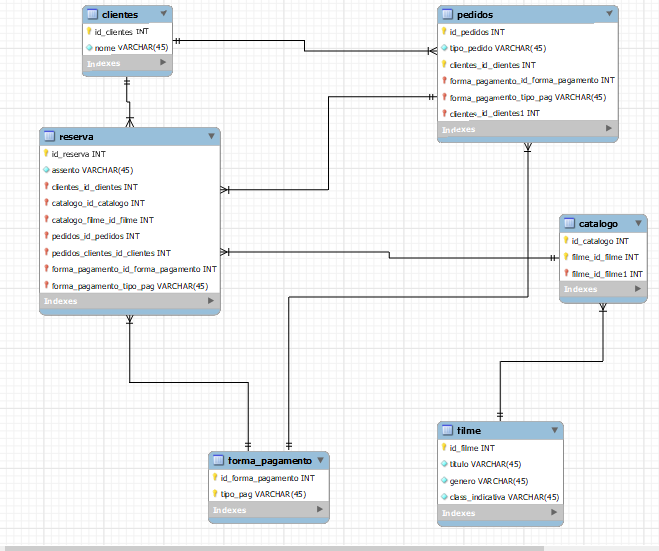 clientes
id_clientes INT
nome VARCHAR(45)
Indexes
pedidos
id_pedidos INT
tipo_pedido VARCHAR(45)
clientes_id_clientes INT
forma_pagamento_id_forma_pagamento INT
forma_pagamento_tipo_pag VARCHAR(45)
clientes_id_clientes1 INT
Indexes
reserva
id_reserva INT
assento VARCHAR(45)
clientes_id_clientes INT
catalogo_id_catalogo INT
catalogo_filme_id_filme INT
pedidos_id_pedidos INT
pedidos_clientes_id_clientes INT
forma_pagamento_id_forma_pagamento INT
forma_pagamento_tipo_pag VARCHAR(45)
Indexes
catalogo
id_catalogo INT
filme_id_filme INT
filme_id_filme1 INT
Indexes
forma_pagamento
id_forma_pagamento INT
tipo_pag VARCHAR(45)
Indexes
filme
id_filme INT
titulo VARCHAR(45)
genero VARCHAR(45)
class_indicativa VARCHAR(45)
Indexes